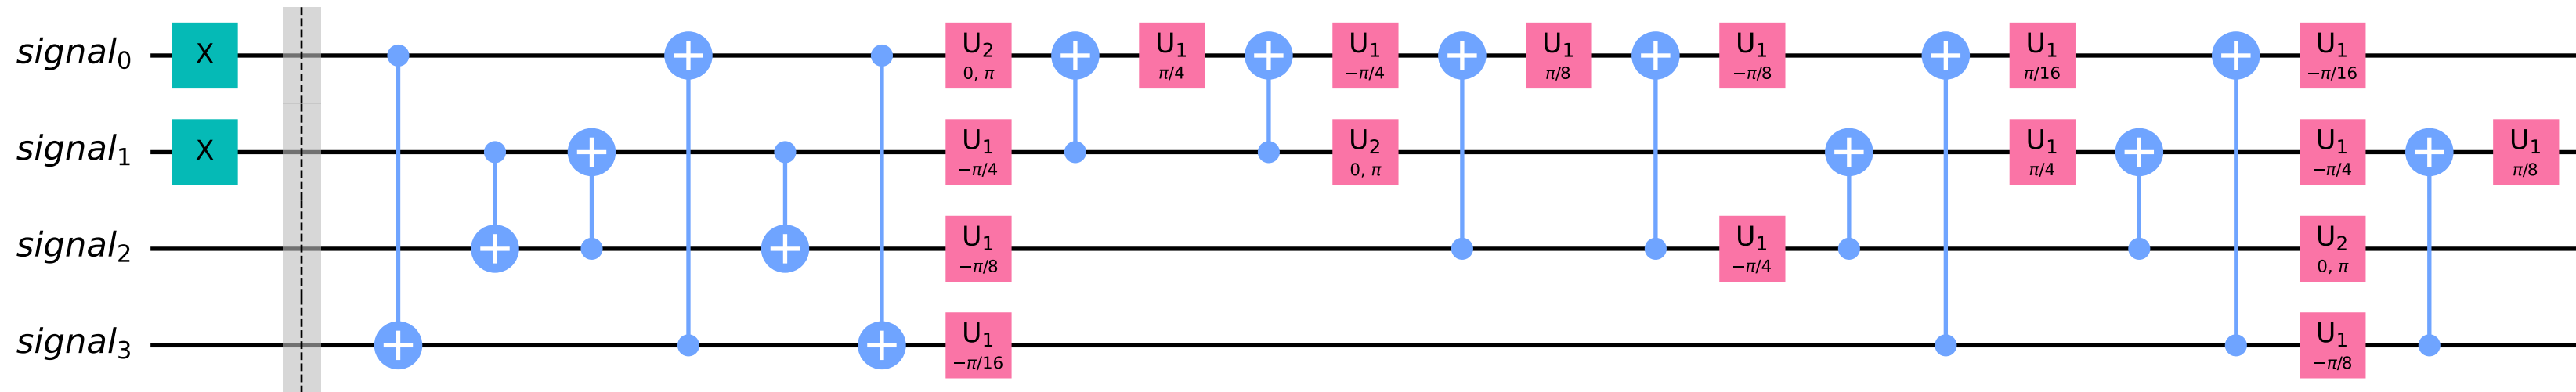 signal0 X U2 0, π U1 π/4 U1 −π/4 U1 π/8 U1 −π/8 U1 π/16 U1 −π/16
signal1 X U1 −π/4 U2 0, π U1 π/4 U1 −π/4 U1 π/8
signal2 U1 −π/8 U1 −π/4 U2 0, π
signal3 U1 −π/16 U1 −π/8